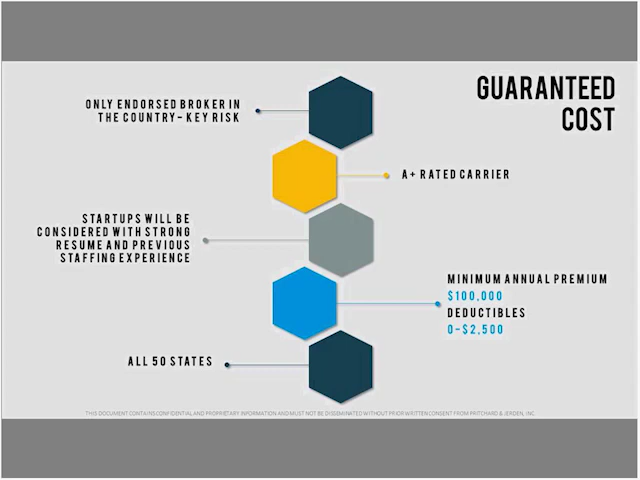 GUARANTEED
COST
ONLY ENDORSED BROKER IN
THE COUNTRY- KEY RISK
A+ RATED CARRIER
STARTUPS WILL BE
CONSIDERED WITH STRONG
RESUME AND PREVIOUS
STAFFING EXPERIENCE
MINIMUM ANNUAL PREMIUM
$100,000
DEDUCTIBLES
0-$2,500
ALL 50 STATES
THIS DOCUMENT CONTAINS CONFIDENTIAL AND PROPRIETARY INFORMATION AND MUST NOT BE DISSEMINATED WITHOUT PRIOR WRITTEN CONSENT FROM PRITCHARD & JERDEN, INC.